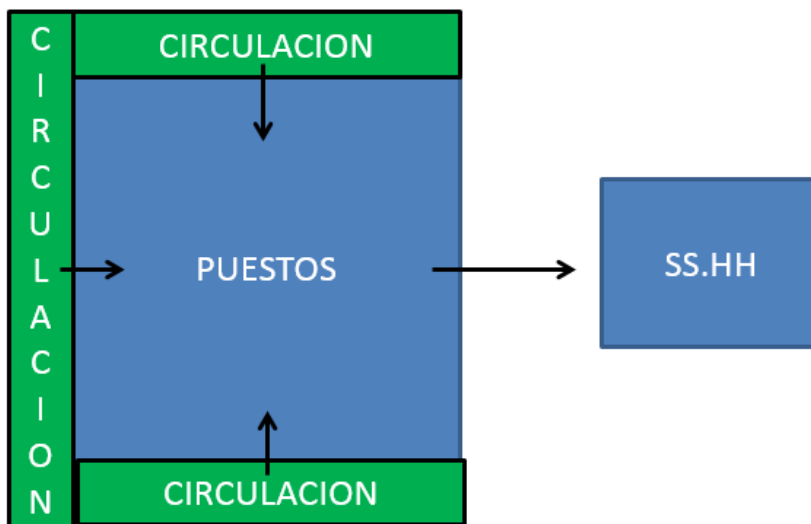 CIRCULACION
CIRCULACION
PUESTOS
SS.HH
CIRCULACION